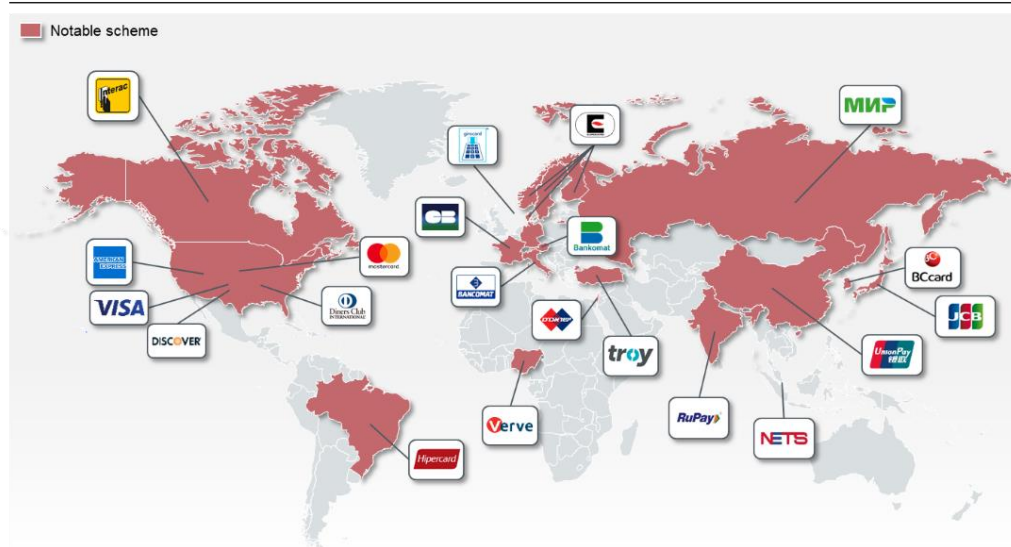 Notable scheme
Interac
girocard
E
МИР
CB
Bankomat
BANCOMAT
AMERICAN
EXPRESS
mastercard
VISA
Diners Club
INTERNATIONAL
DISCOVER
BCcard
JCB
troy
UnionPay
银联
Verve
RuPay
NETS
Hipercard